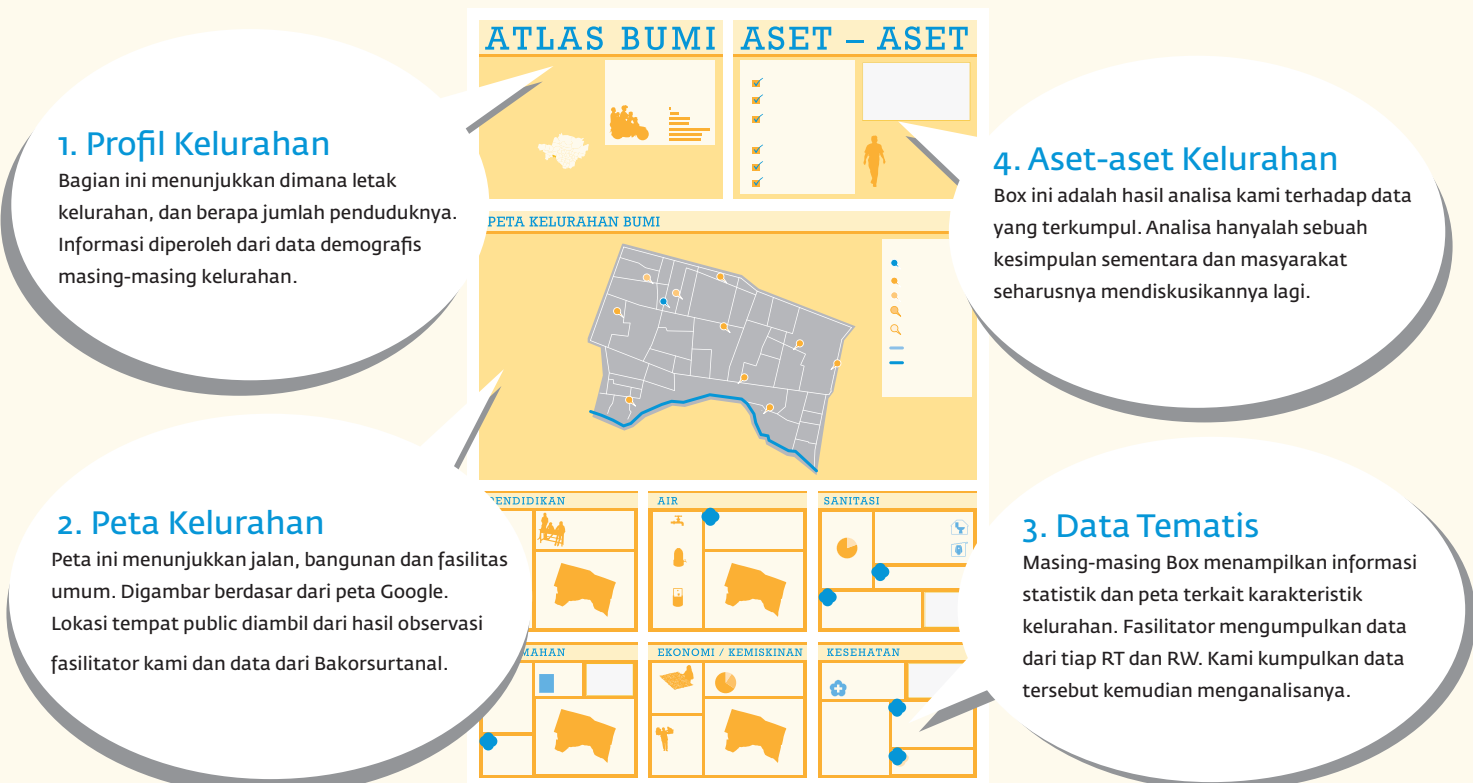 ATLAS BUMI
ASET – ASET
1. Profil Kelurahan
Bagian ini menunjukkan dimana letak
kelurahan, dan berapa jumlah penduduknya.
Informasi diperoleh dari data demografis
masing-masing kelurahan.
4. Aset-aset Kelurahan
Box ini adalah hasil analisa kami terhadap data
yang terkumpul. Analisa hanyalah sebuah
kesimpulan sementara dan masyarakat
seharusnya mendiskusikannya lagi.
PETA KELURAHAN BUMI
2. Peta Kelurahan
Peta ini menunjukkan jalan, bangunan dan fasilitas
umum. Digambar berdasar dari peta Google.
Lokasi tempat public diambil dari hasil observasi
fasilitator kami dan data dari Bakorsurtanal.
PENDIDIKAN
AIR
SANITASI
MAHAN
EKONOMI / KEMISKINAN
KESEHATAN
3. Data Tematis
Masing-masing Box menampilkan informasi
statistik dan peta terkait karakteristik
kelurahan. Fasilitator mengumpulkan data
dari tiap RT dan RW. Kami kumpulkan data
tersebut kemudian menganalisanya.